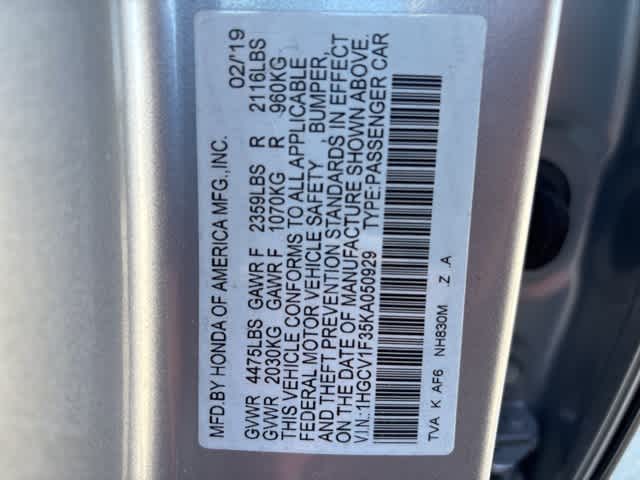 MFD.BY HONDA OF AMERICA MFG.,INC. 02/19
GVWR 4475LBS GAWR F 2359LBS R 2116LBS
GVWR 2030KG GAWR F 1070KG R 960KG
THIS VEHICLE CONFORMS TO ALL APPLICABLE
FEDERAL MOTOR VEHICLE SAFETY, BUMPER,
AND THEFT PREVENTION STANDARDS IN EFFECT
ON THE DATE OF MANUFACTURE SHOWN ABOVE.
V.I.N.:1HGCV1F35KA050929 TYPE:PASSENGER CAR
TVA K AF6 NH830M .Z .A